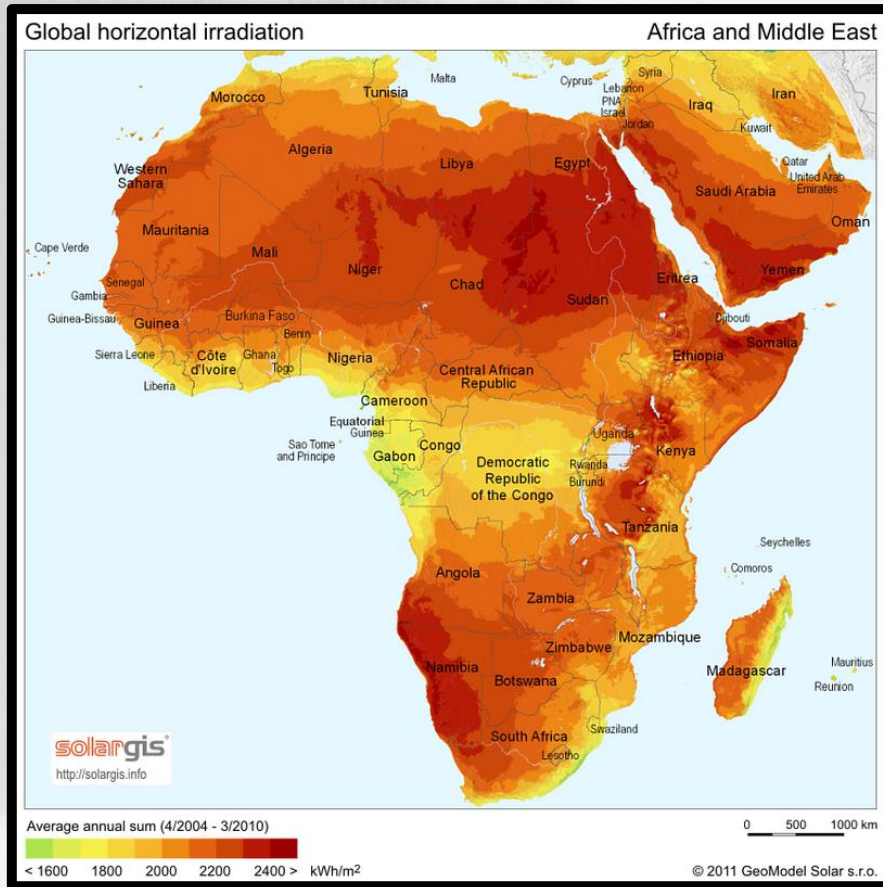 Global horizontal irradiation
Africa and Middle East
Malta
Cyprus
Syria
Lebanon
PNA
Israel
Jordan
Iraq
Iran
Kuwait
Morocco
Tunisia
Algeria
Libya
Egypt
Western
Sahara
Qatar
United Arab
Emirates
Saudi Arabia
Oman
Mauritania
Cape Verde
Mali
Niger
Chad
Sudan
Eritrea
Yemen
Senegal
Gambia
Guinea-Bissau
Guinea
Burkina Faso
Benin
Djibouti
Sierra Leone
Côte
d'Ivoire
Ghana
Togo
Nigeria
Central African
Republic
Ethiopia
Somalia
Liberia
Cameroon
Equatorial
Guinea
Sao Tome
and Principe
Gabon
Congo
Democratic
Republic
of the Congo
Uganda
Rwanda
Burundi
Kenya
Tanzania
Seychelles
Comoros
Angola
Zambia
Mozambique
Zimbabwe
Namibia
Botswana
Madagascar
Mauritius
Reunion
South Africa
Swaziland
Lesotho
solargis®
http://solargis.info
Average annual sum (4/2004 - 3/2010)
0 500 1000 km
< 1600 1800 2000 2200 2400 > kWh/m²
© 2011 GeoModel Solar s.r.o.